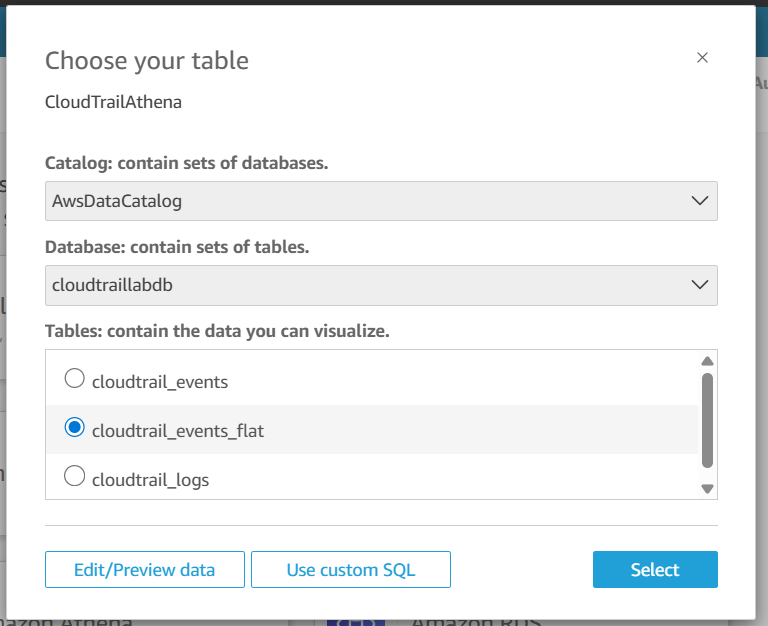 Choose your table
CloudTrailAthena
Catalog: contain sets of databases.
AwsDataCatalog
Database: contain sets of tables.
cloudtraillabdb
Tables: contain the data you can visualize.
cloudtrail_events
cloudtrail_events_flat
cloudtrail_logs
Edit/Preview data
Use custom SQL
Select